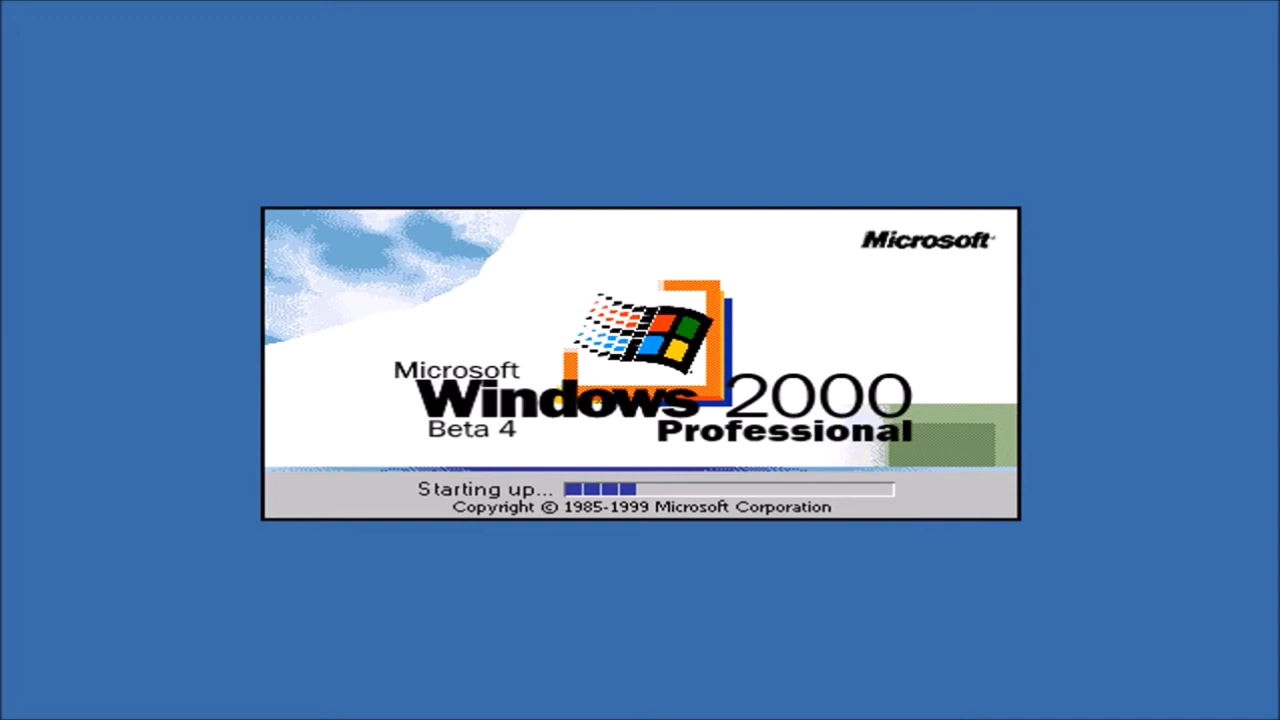 Microsoft
Microsoft
Windows 2000
Beta 4 Professional
Starting up...
Copyright © 1985-1999 Microsoft Corporation